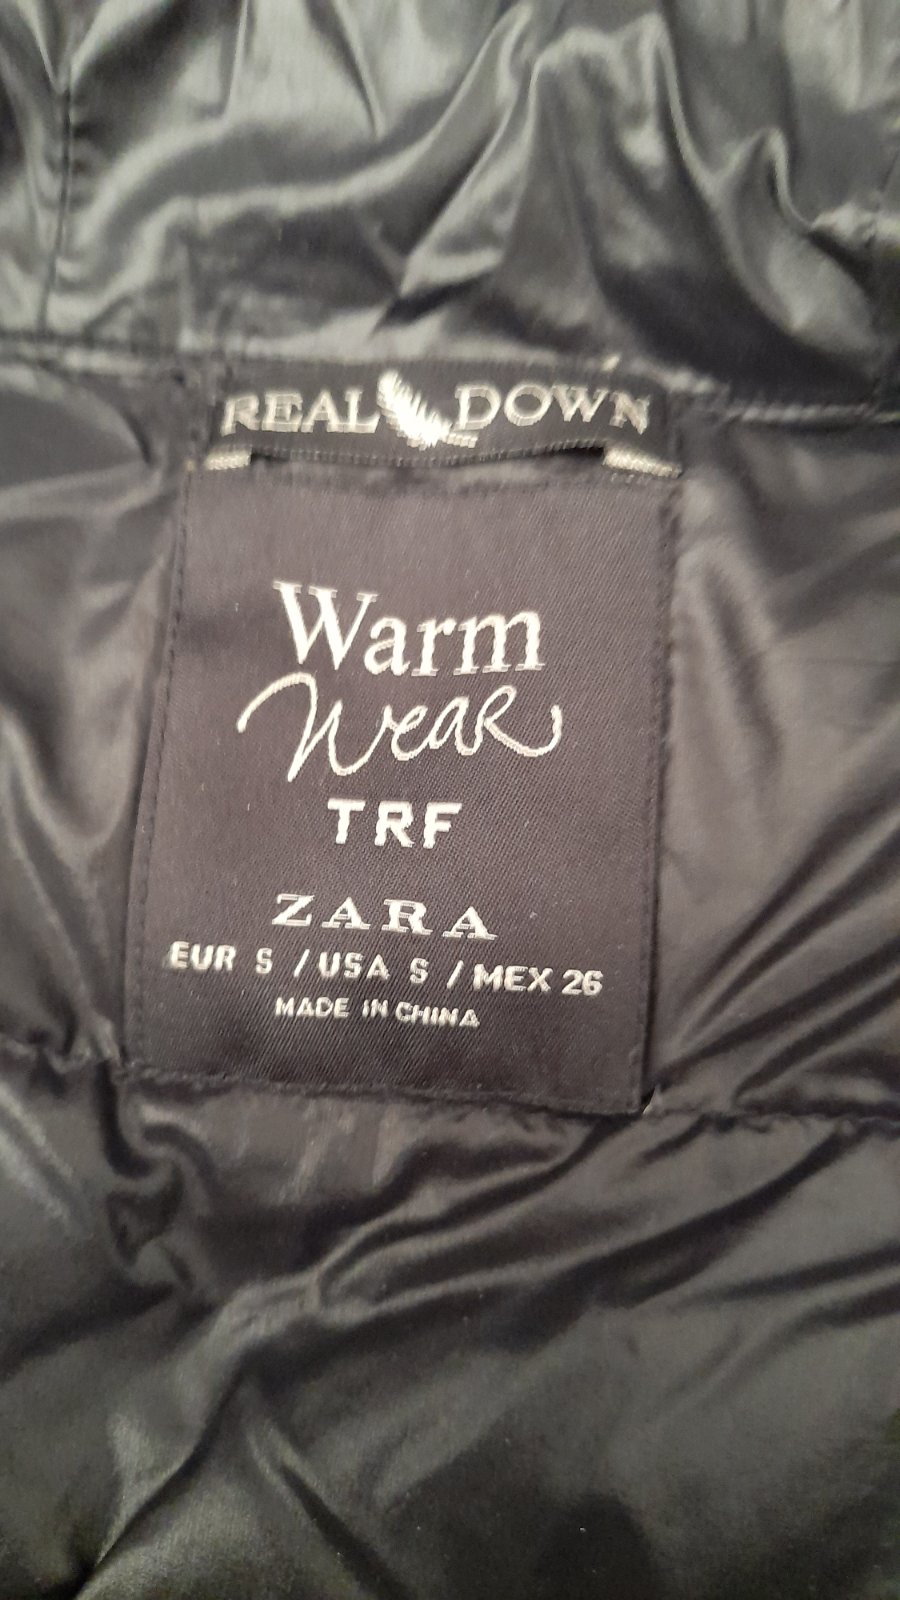 REAL DOWN
Warm
Wear
TRF
ZARA
EUR S / USA S / MEX 26
MADE IN CHINA